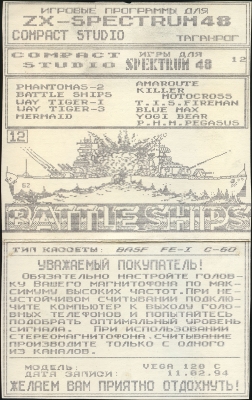 ИГРОВЫЕ ПРОГРАММЫ ДЛЯ
ZX-SPECTRUM48
COMPACT STUDIO ТАГАНРОГ
COMPACT STUDIO
ИГРЫ ДЛЯ SPEKTRUM 48
12
PHANTOMAS-2
BATTLE SHIPS
WAY TIGER-1
WAY TIGER-3
MERMAID
AMAROUTE
KILLER
MOTOCROSS
T.I.S.FIREMAN
BLUE MAX
YOGI BEAR
P.H.M.PEGASUS
12
BATTLE SHIPS
ТИП КАССЕТЫ: BASF FE-I C-60
УВАЖАЕМЫЙ ПОКУПАТЕЛЬ!
ОБЯЗАТЕЛЬНО НАСТРОЙТЕ ГОЛОВ-
КУ ВАШЕГО МАГНИТОФОНА ПО МАК-
СИМУМУ ВЫСОКИХ ЧАСТОТ. ПРИ НЕ-
УСТОЙЧИВОМ СЧИТЫВАНИИ ПОДКЛЮ-
ЧИТЕ КОМПЬЮТЕР К ВЫХОДУ ГОЛОВ-
НЫХ ТЕЛЕФОНОВ И ПОПЫТАЙТЕСЬ
ПОДОБРАТЬ ОПТИМАЛЬНЫЙ УРОВЕНЬ
СИГНАЛА. ПРИ ИСПОЛЬЗОВАНИИ
СТЕРЕОМАГНИТОФОНА СЧИТЫВАНИЕ
ПРОИЗВОДИТЕ ТОЛЬКО С ОДНОГО
ИЗ КАНАЛОВ.
МОДЕЛЬ: VEGA 120 C
ДАТА ЗАПИСИ: 11.02.94
ЖЕЛАЕМ ВАМ ПРИЯТНО ОТДОХНУТЬ!